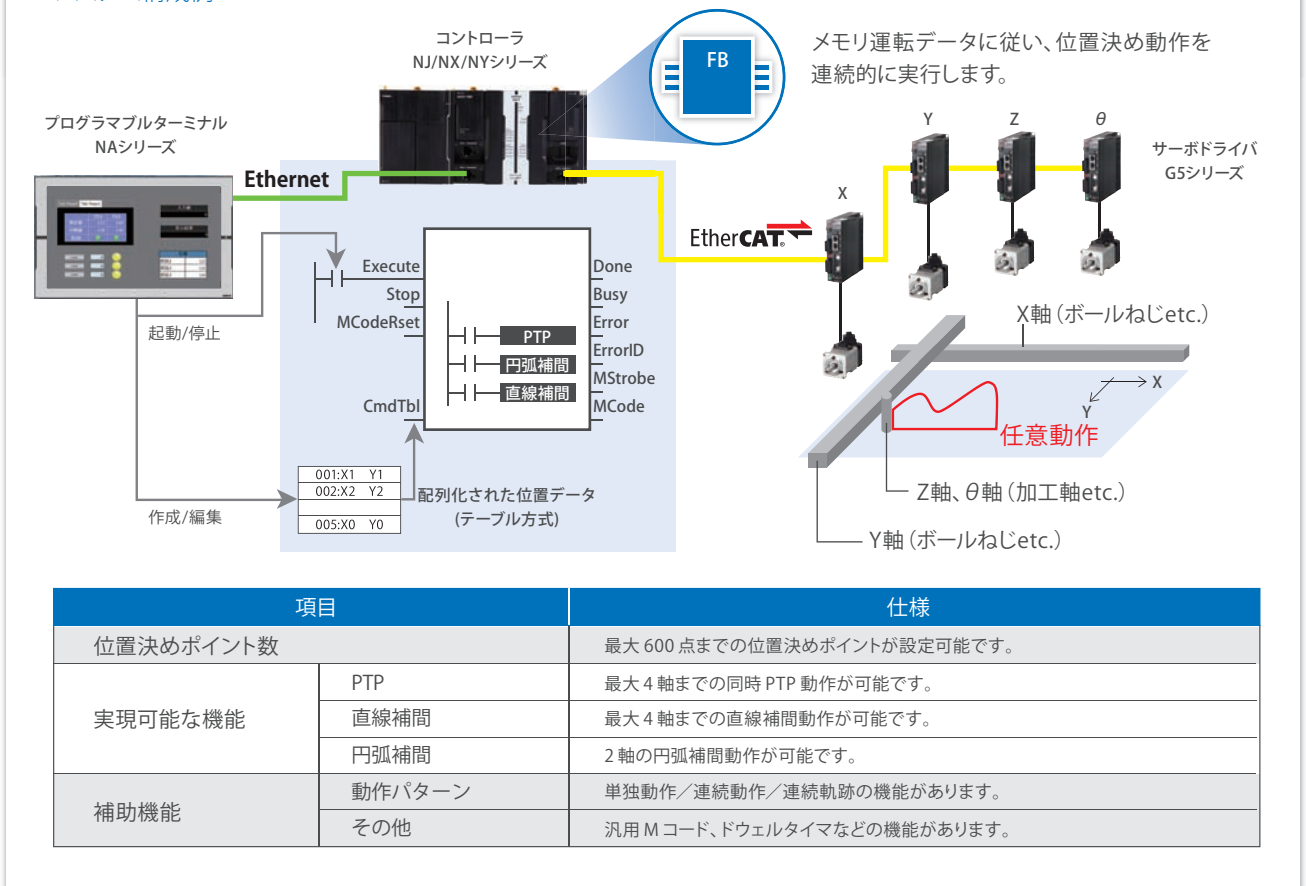 コントローラ
NJ/NX/NYシリーズ
FB
メモリ運転データに従い、位置決め動作を
連続的に実行します。
プログラマブルターミナル
NAシリーズ
Ethernet
Y
Z
θ
サーボドライバ
G5シリーズ
X
EtherCAT®
Execute
Stop
MCodeRset
CmdTbl
PTP
円弧補間
直線補間
Done
Busy
Error
ErrorID
MStrobe
MCode
起動/停止
作成/編集
001:X1 Y1
002:X2 Y2
005:X0 Y0
配列化された位置データ
(テーブル方式)
X軸（ボールねじetc.）
X
Y
任意動作
Z軸、θ軸（加工軸etc.）
Y軸（ボールねじetc.）
項目 仕様
位置決めポイント数 最大 600 点までの位置決めポイントが設定可能です。
実現可能な機能 PTP 最大 4 軸までの同時 PTP 動作が可能です。
直線補間 最大 4 軸までの直線補間動作が可能です。
円弧補間 2 軸の円弧補間動作が可能です。
補助機能 動作パターン 単独動作／連続動作／連続軌跡の機能があります。
その他 汎用 M コード、ドウェルタイマなどの機能があります。